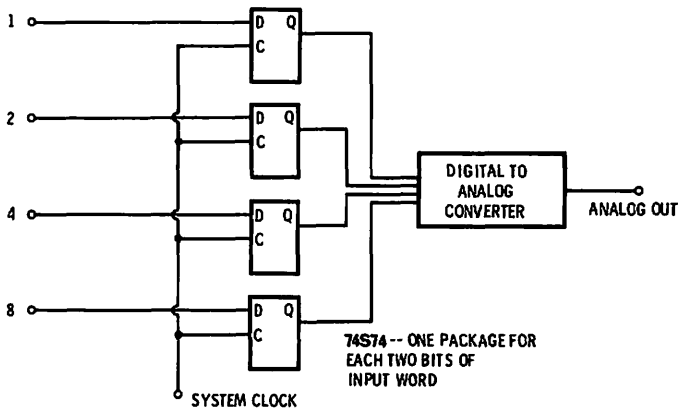 1
D Q
C
2
D Q
C
4
D Q
C
8
D Q
C
DIGITAL TO
ANALOG
CONVERTER
ANALOG OUT
74S74 -- ONE PACKAGE FOR
EACH TWO BITS OF
INPUT WORD
SYSTEM CLOCK